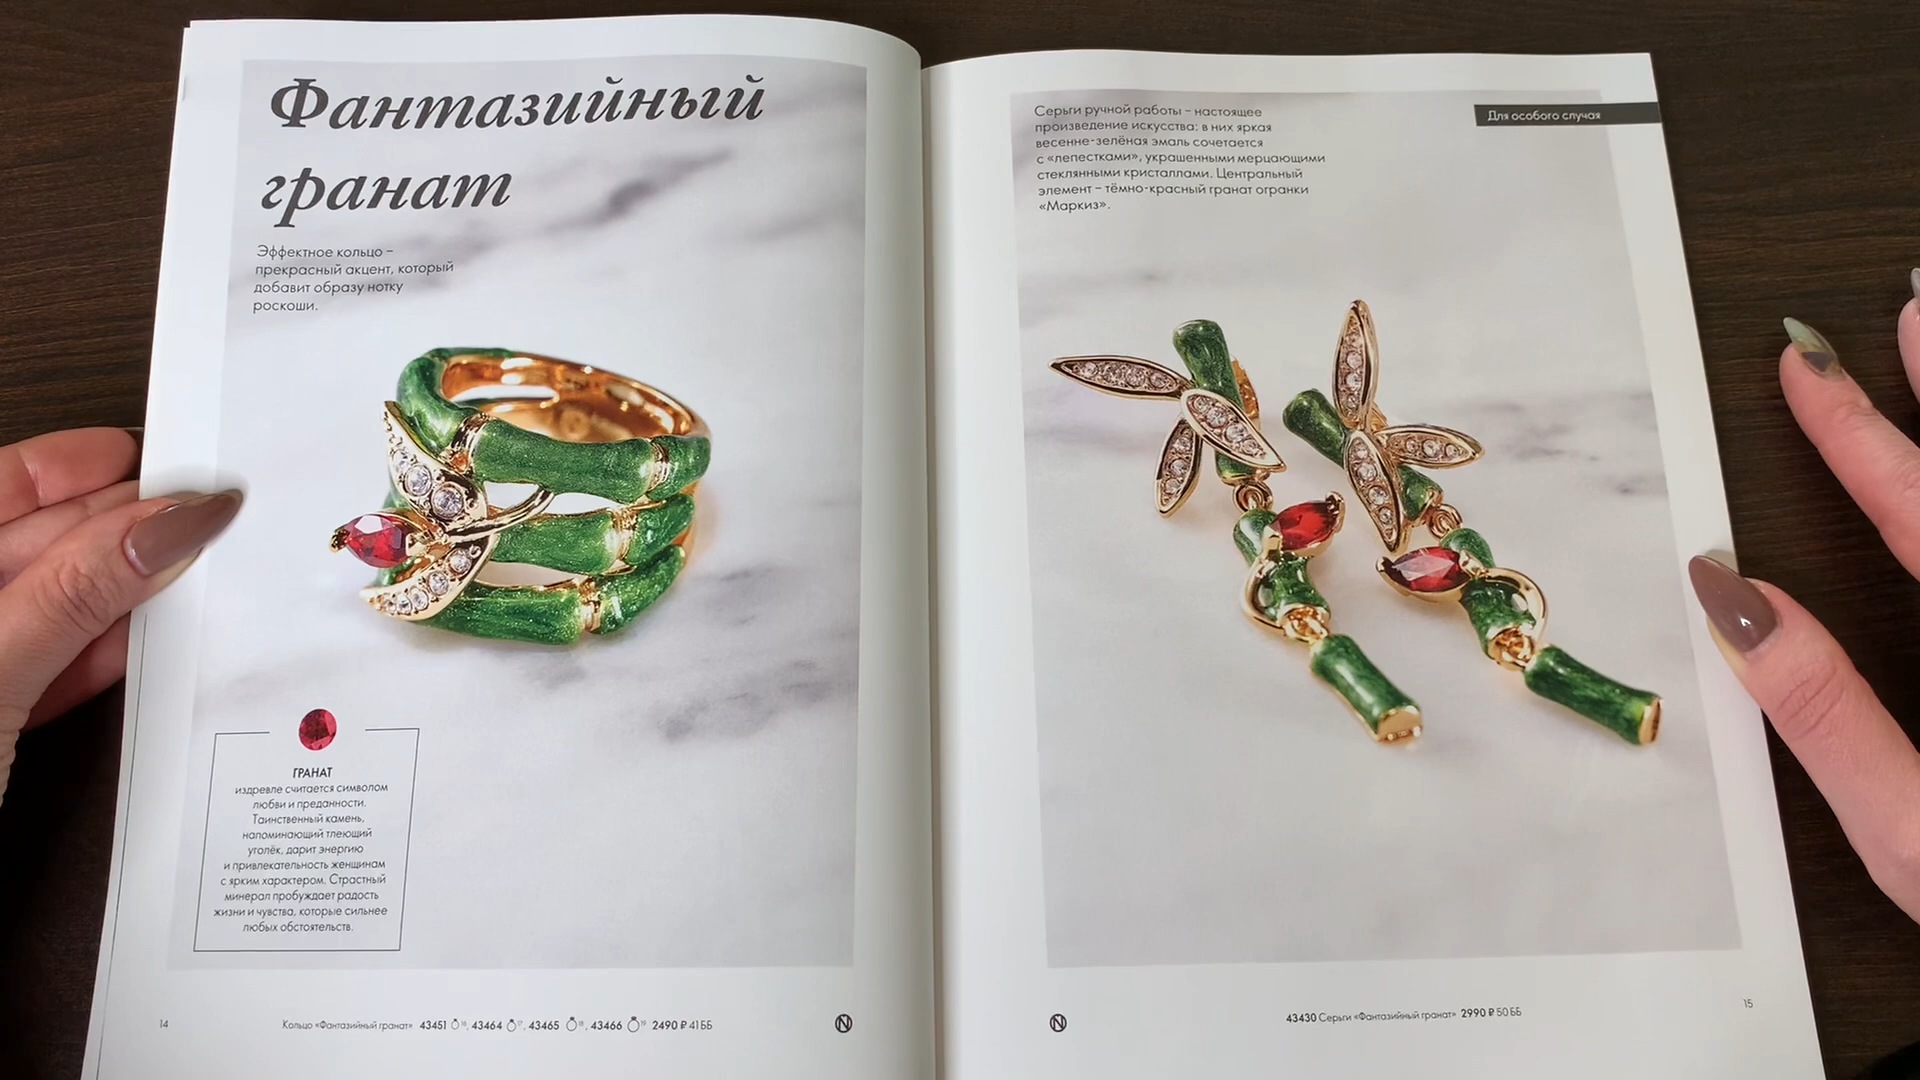 Фантазийный
гранат
Эффектное кольцо –
прекрасный акцент, который
добавит образу нотку
роскоши.
ГРАНАТ
издревле считается символом
любви и преданности.
Таинственный камень,
напоминающий тлеющий
уголёк, дарит энергию
и привлекательность женщинам
с ярким характером. Страстный
минерал пробуждает радость
жизни и чувства, которые сильнее
любых обстоятельств.
14
Кольцо «Фантазийный гранат» 43451 16, 43464 17, 43465 18, 43466 19 2490 ₽ 41 ББ
N
Серьги ручной работы – настоящее
произведение искусства: в них яркая
весенне-зелёная эмаль сочетается
с «лепестками», украшенными мерцающими
стеклянными кристаллами. Центральный
элемент – тёмно-красный гранат огранки
«Маркиз».
Для особого случая
N
43430 Серьги «Фантазийный гранат» 2990 ₽ 50 ББ
15